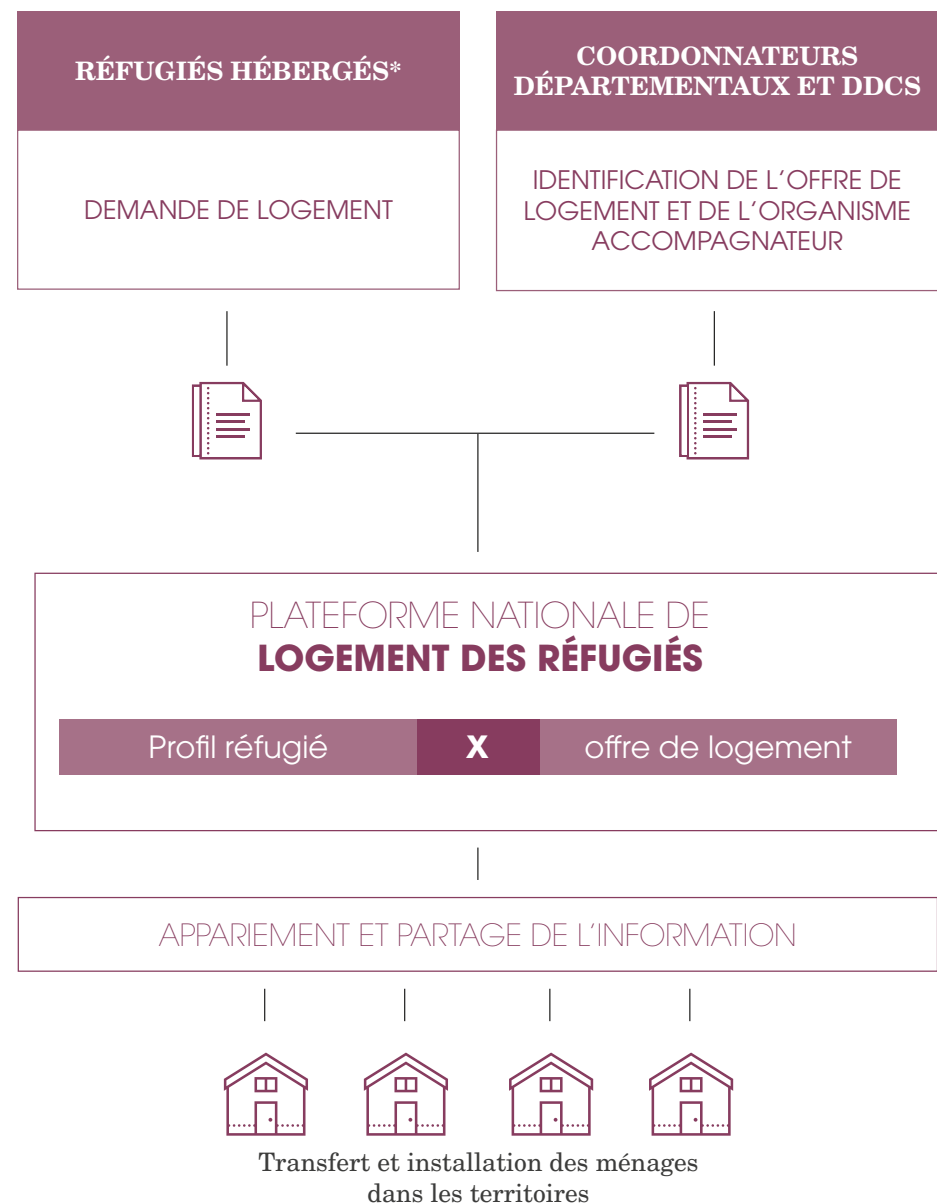 RÉFUGIÉS HÉBERGÉS*
DEMANDE DE LOGEMENT
COORDONNATEURS
DÉPARTEMENTAUX ET DDCS
IDENTIFICATION DE L'OFFRE DE
LOGEMENT ET DE L'ORGANISME
ACCOMPAGNATEUR
PLATEFORME NATIONALE DE
LOGEMENT DES RÉFUGIÉS
Profil réfugié X offre de logement
APPARIEMENT ET PARTAGE DE L'INFORMATION
Transfert et installation des ménages
dans les territoires